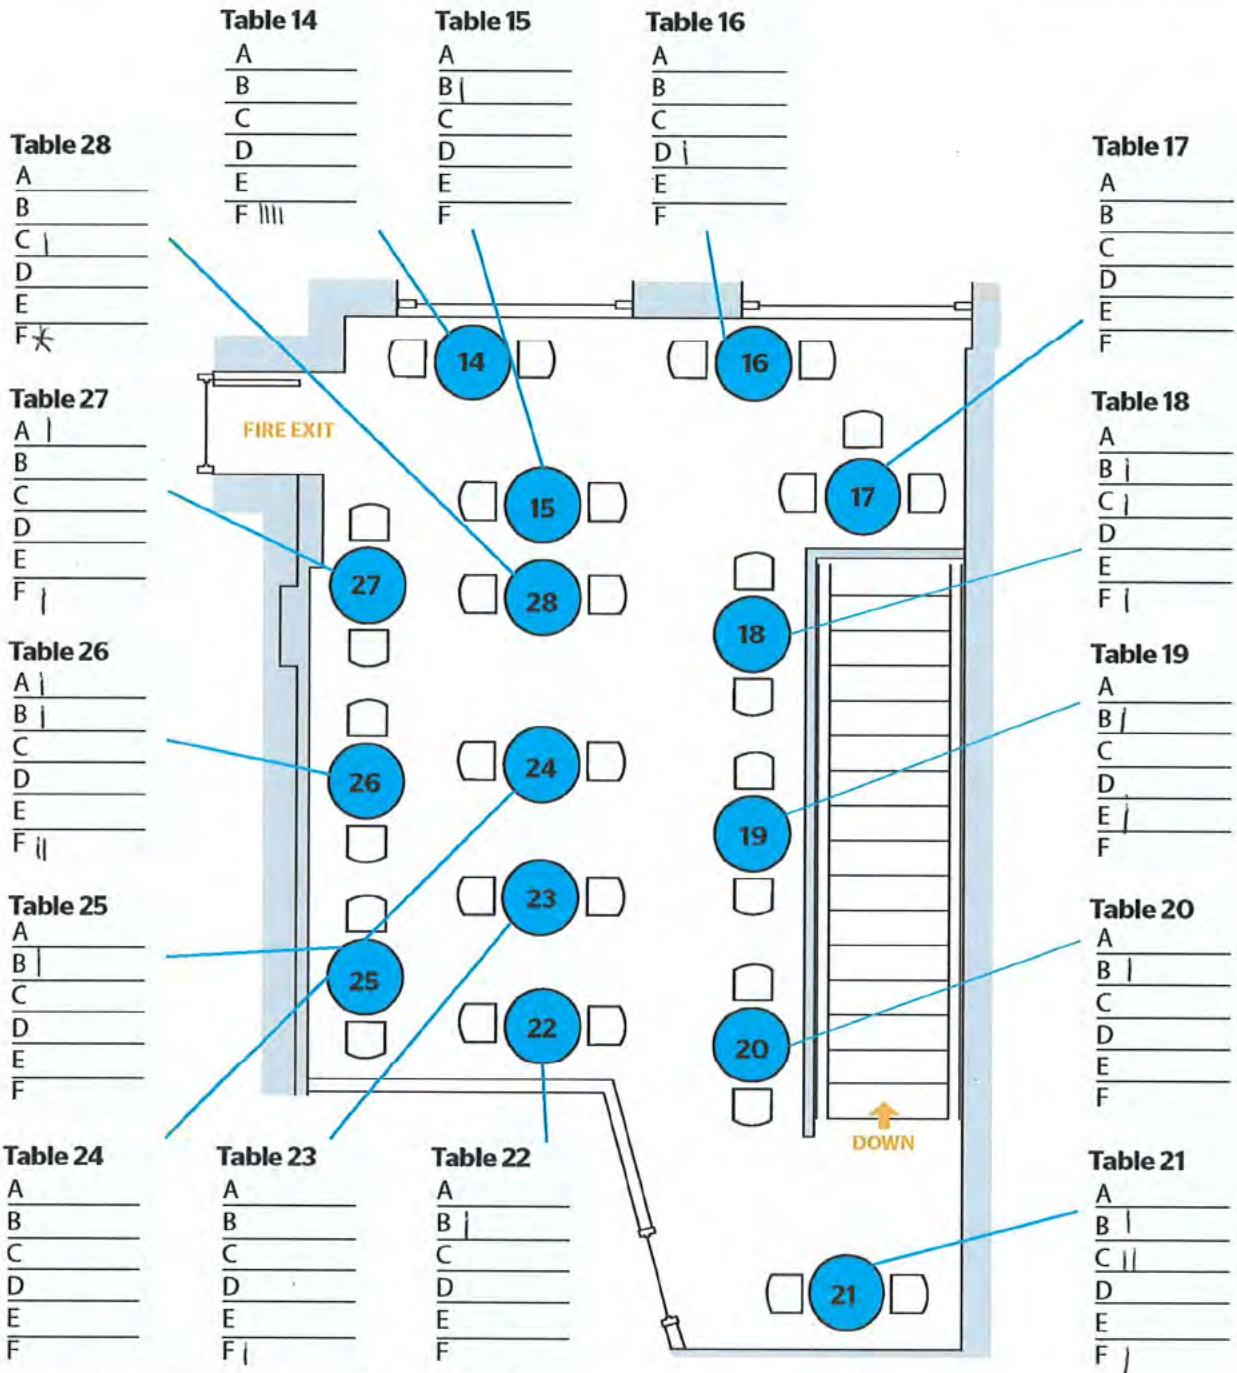 Table 14
A
B
C
D
E
F ||||
Table 15
A
B |
C
D
E
F
Table 16
A
B
C
D |
E
F
Table 28
A
B
C |
D
E
F
Table 17
A
B
C
D
E
F
Table 27
A |
B
C
D
E
F |
Table 18
A
B |
C |
D
E
F |
Table 26
A |
B |
C
D
E
F ||
Table 19
A
B |
C
D
E |
F
Table 25
A
B |
C
D
E
F
Table 20
A
B |
C
D
E
F
Table 24
A
B
C
D
E
F
Table 23
A
B
C
D
E
F |
Table 22
A
B |
C
D
E
F
Table 21
A
B |
C ||
D
E
F |
14
16
FIRE EXIT
15
17
27
28
18
24
26
19
23
25
22
20
DOWN
21